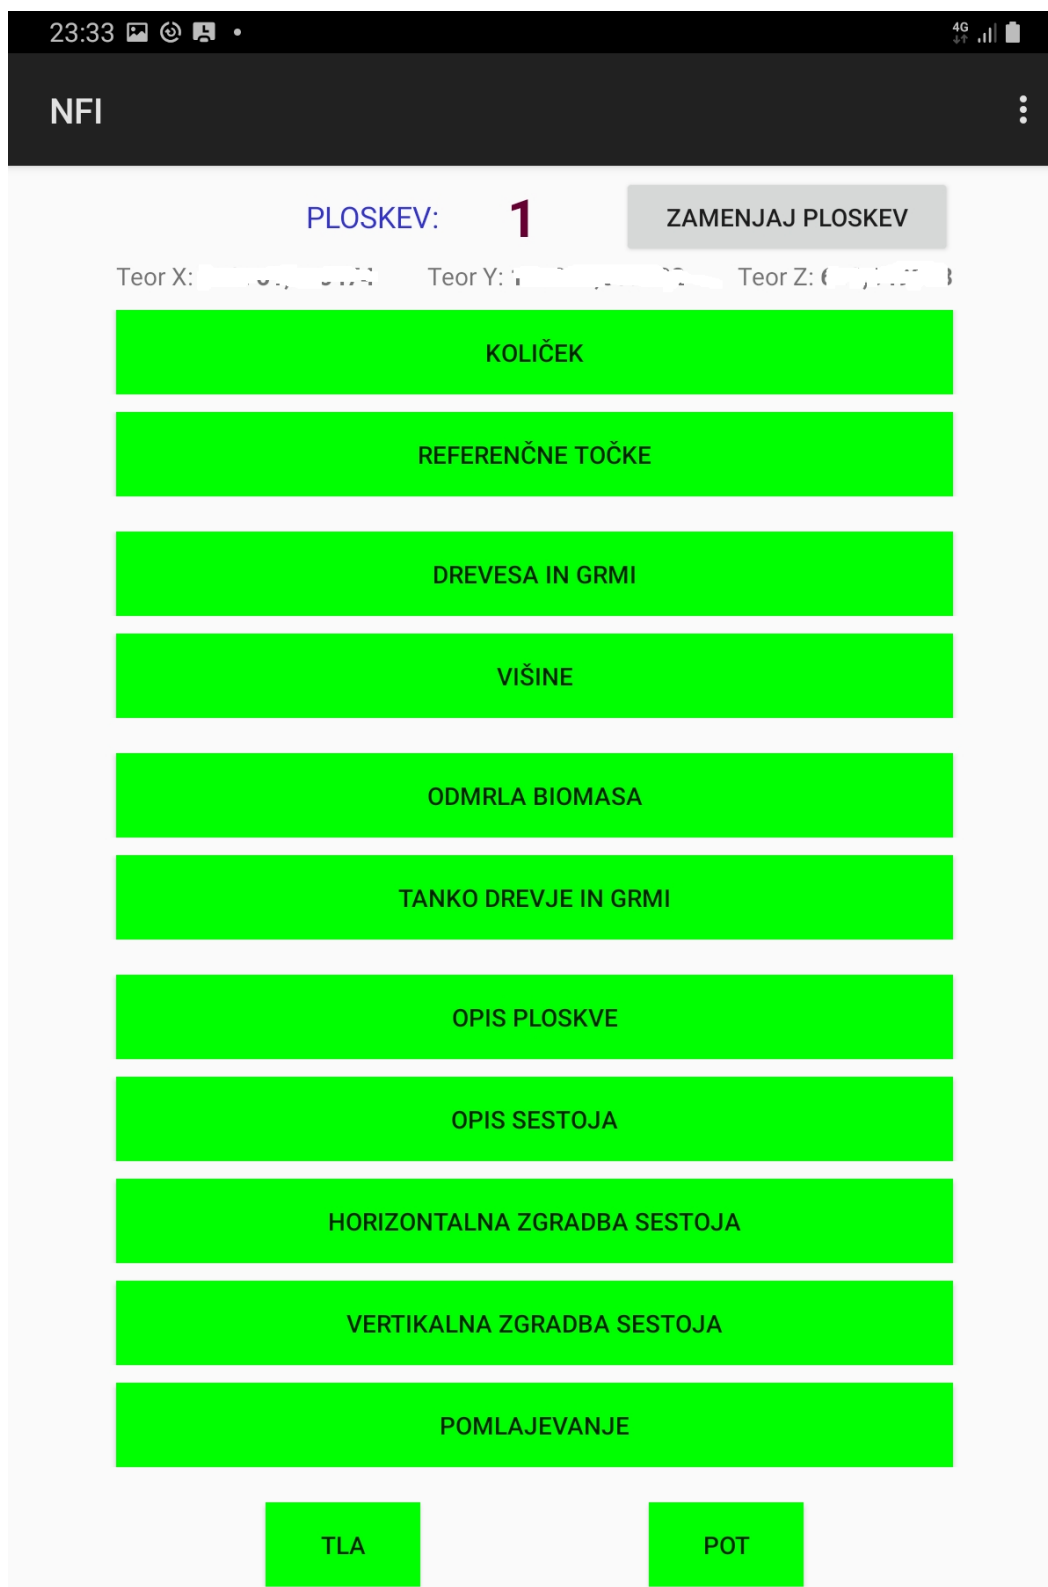 23:33 4G
NFI
PLOSKEV: 1 ZAMENJAJ PLOSKEV
Teor X: Teor Y: Teor Z:
KOLIČEK
REFERENČNE TOČKE
DREVESA IN GRMI
VIŠINE
ODMRLA BIOMASA
TANKO DREVJE IN GRMI
OPIS PLOSKVE
OPIS SESTOJA
HORIZONTALNA ZGRADBA SESTOJA
VERTIKALNA ZGRADBA SESTOJA
POMLAJEVANJE
TLA POT